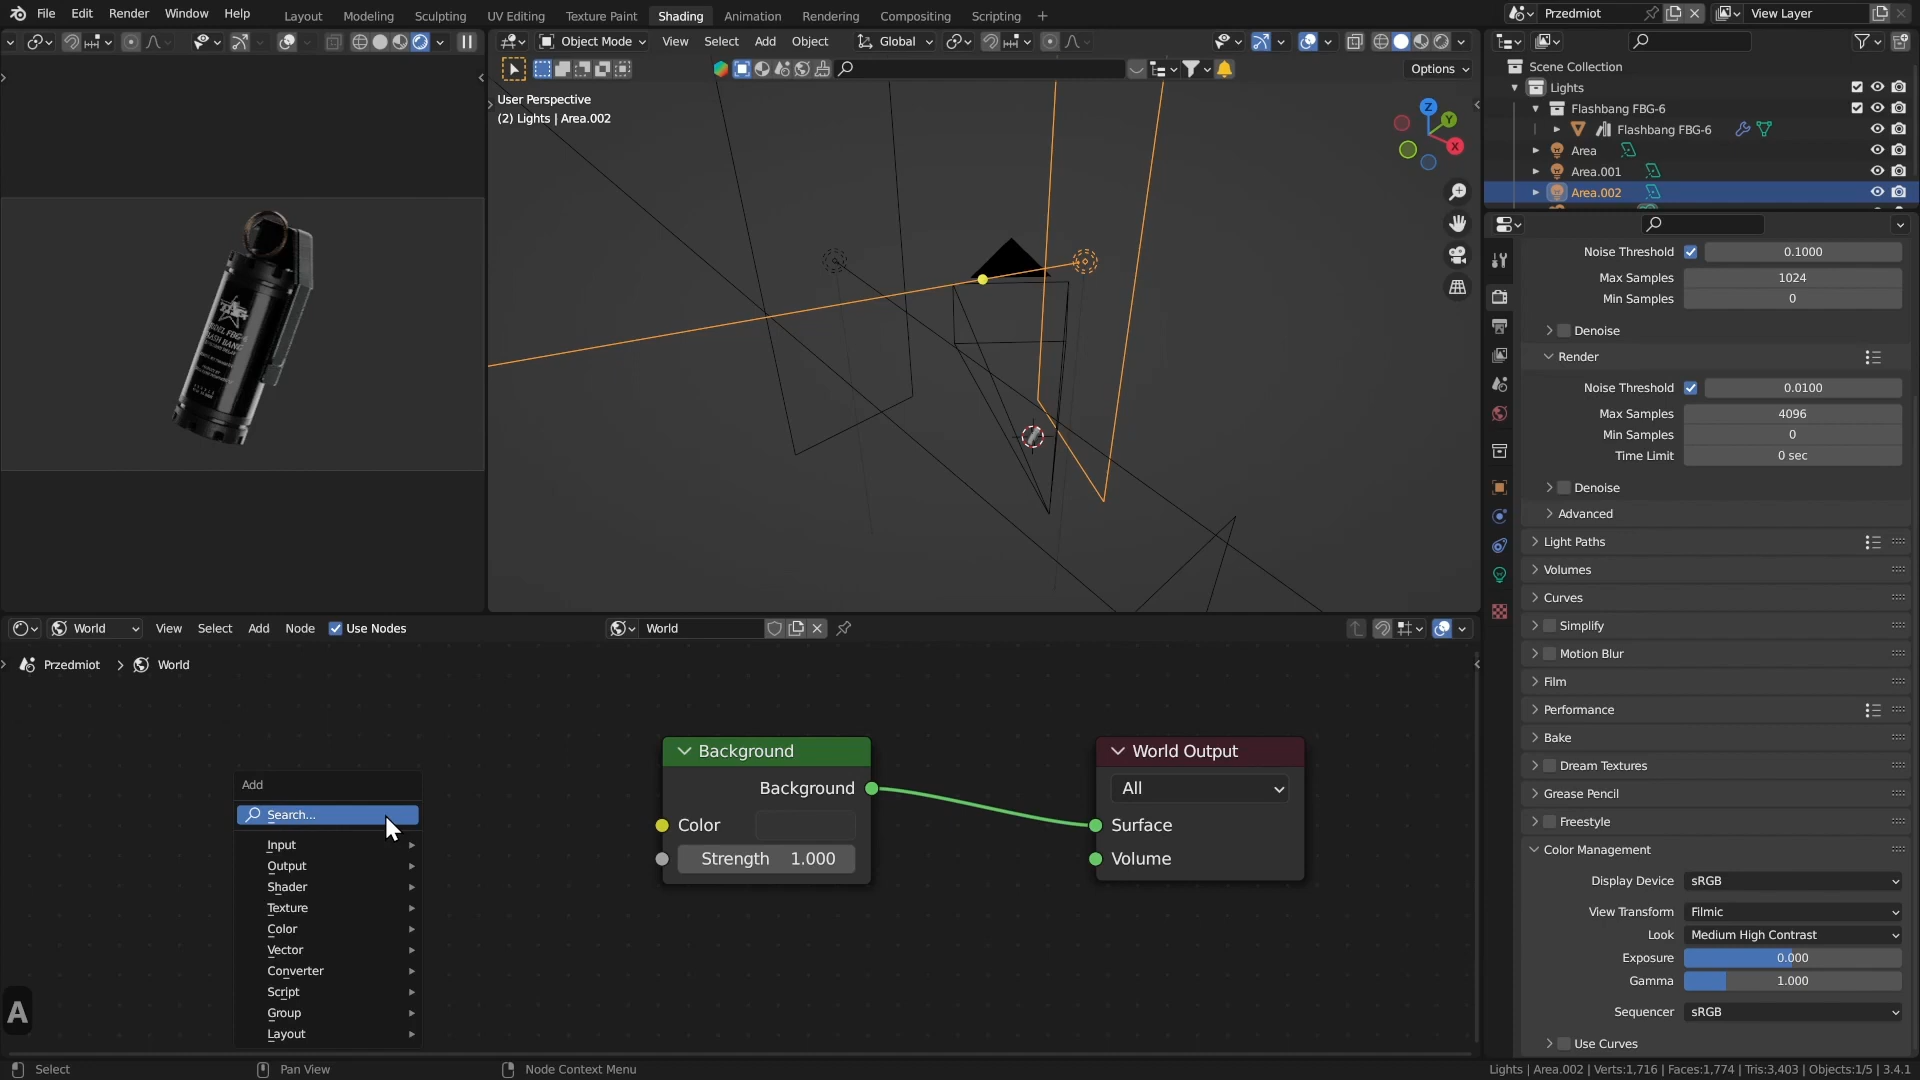 File Edit Render Window Help
Layout Modeling Sculpting UV Editing Texture Paint Shading Animation Rendering Compositing Scripting
Przedmiot
View Layer
Object Mode View Select Add Object Global
Options
User Perspective
(2) Lights | Area.002
Z
Y
X
Scene Collection
Lights
Flashbang FBG-6
Flashbang FBG-6
Area
Area.001
Area.002
Noise Threshold 0.1000
Max Samples 1024
Min Samples 0
Denoise
Render
Noise Threshold 0.0100
Max Samples 4096
Min Samples 0
Time Limit 0 sec
Denoise
Advanced
Light Paths
Volumes
Curves
Simplify
Motion Blur
Film
Performance
Bake
Dream Textures
Grease Pencil
Freestyle
Color Management
Display Device sRGB
View Transform Filmic
Look Medium High Contrast
Exposure 0.000
Gamma 1.000
Sequencer sRGB
Use Curves
World View Select Add Node Use Nodes
World
Przedmiot > World
Add
Search...
Input
Output
Shader
Texture
Color
Vector
Converter
Script
Group
Layout
Background
Background
Color
Strength 1.000
World Output
All
Surface
Volume
A
Select
Pan View
Node Context Menu
Lights | Area.002 | Verts:1,716 | Faces:1,774 | Tris:3,403 | Objects:1/5 | 3.4.1